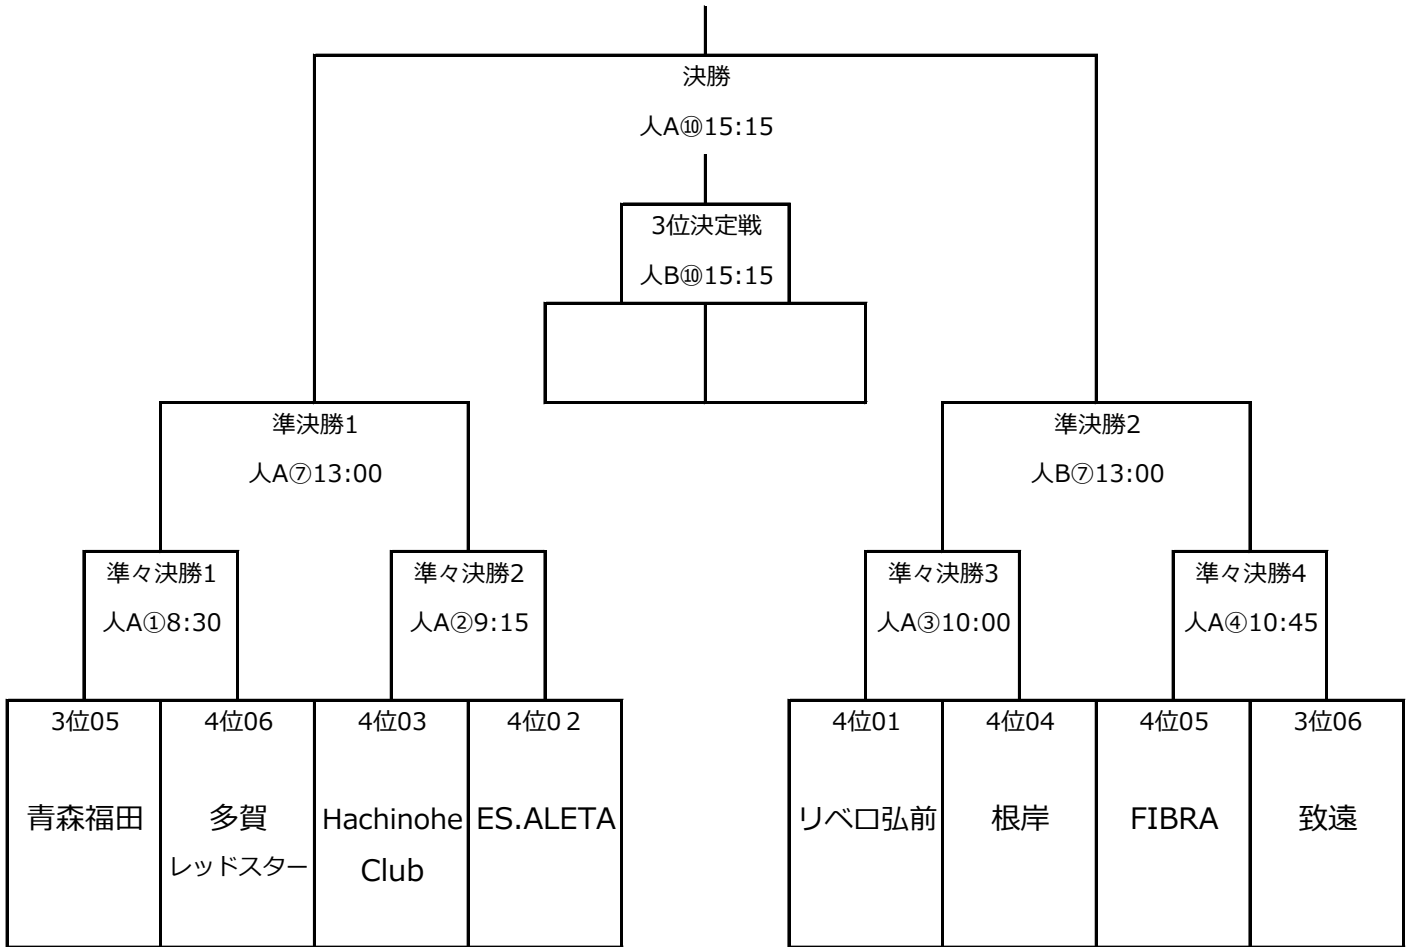 決勝
人A⑩15:15
3位決定戦
人B⑩15:15
準決勝1
人A⑦13:00
準決勝2
人B⑦13:00
準々決勝1
人A①8:30
準々決勝2
人A②9:15
準々決勝3
人A③10:00
準々決勝4
人A④10:45
3位05
青森福田
4位06
多賀
レッドスター
4位03
Hachinohe
Club
4位0２
ES.ALETA
4位01
リベロ弘前
4位04
根岸
4位05
FIBRA
3位06
致遠